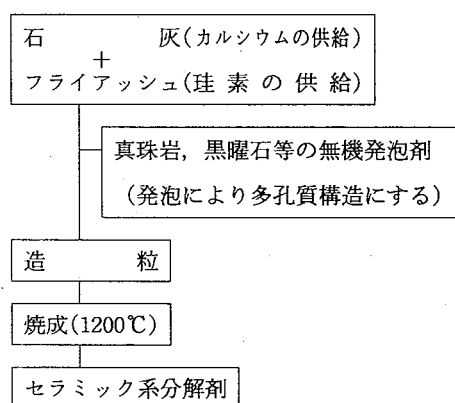 石灰(カルシウムの供給)
+
フライアッシュ(珪素の供給)
真珠岩，黒曜石等の無機発泡剤
(発泡により多孔質構造にする)
造粒
焼成(1200℃)
セラミック系分解剤